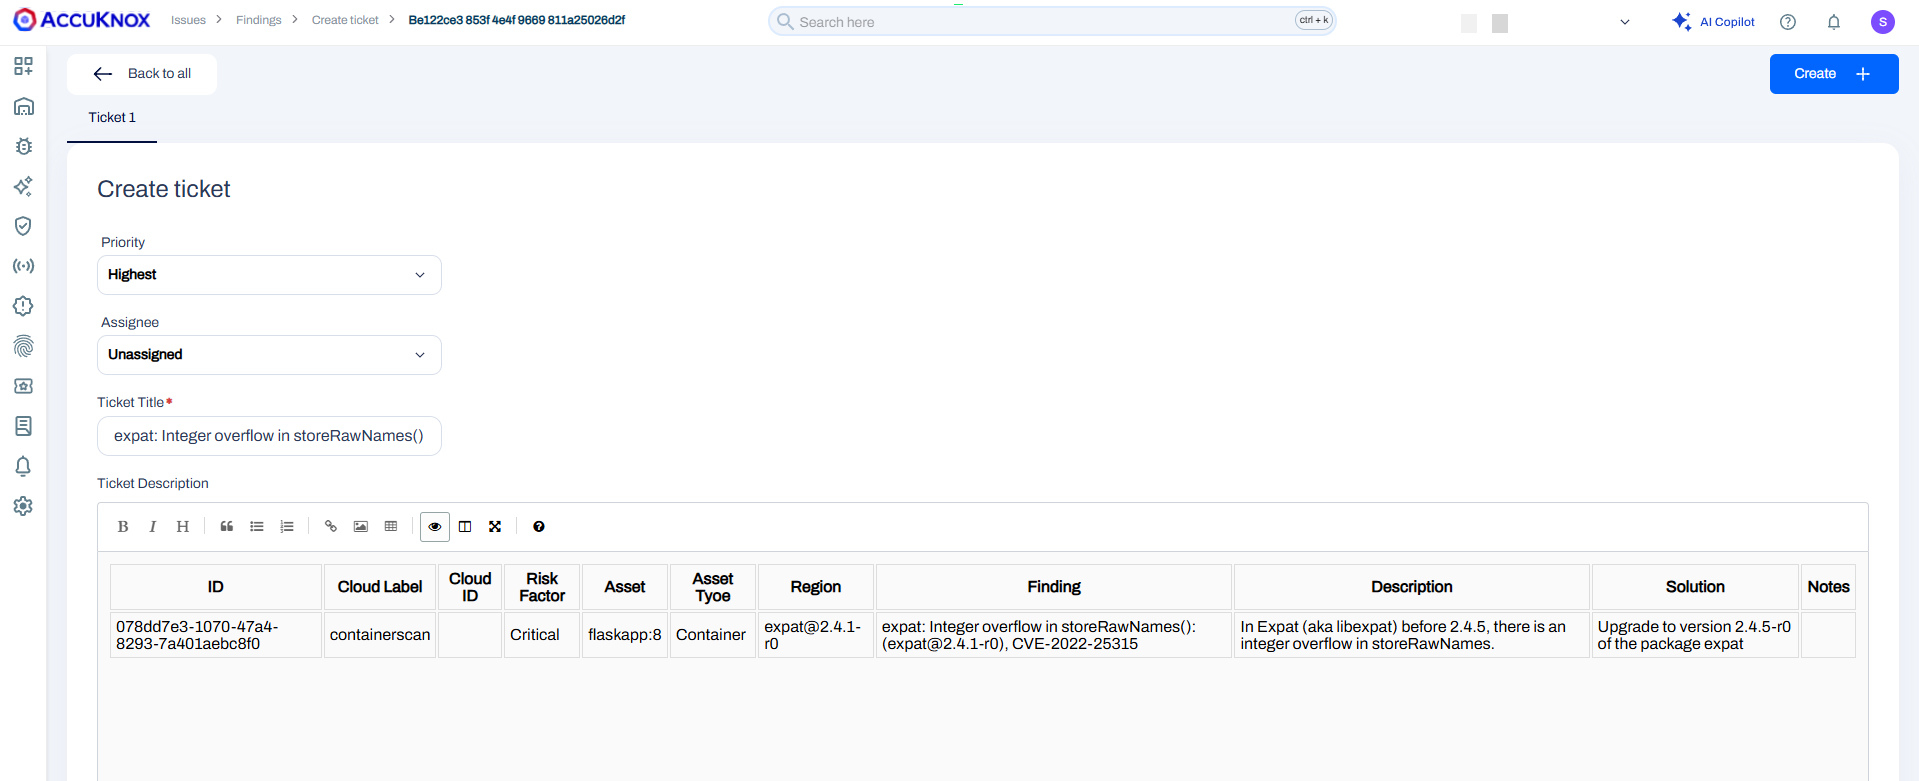 ACCUKNOX
Issues > Findings > Create ticket > Be122ce3 853f 4e4f 9669 811a25026d2f
Search here
ctrl + k
AI Copilot
S
Back to all
Create +
Ticket 1
Create ticket
Priority
Highest
Assignee
Unassigned
Ticket Title*
expat: Integer overflow in storeRawNames()
Ticket Description
B I H
ID
Cloud Label
Cloud
ID
Risk
Factor
Asset
Asset
Tyoe
Region
Finding
Description
Solution
Notes
078dd7e3-1070-47a4-
8293-7a401aebc8f0
containerscan
Critical
flaskapp:8
Container
expat@2.4.1-
r0
expat: Integer overflow in storeRawNames():
(expat@2.4.1-r0), CVE-2022-25315
In Expat (aka libexpat) before 2.4.5, there is an
integer overflow in storeRawNames.
Upgrade to version 2.4.5-r0
of the package expat